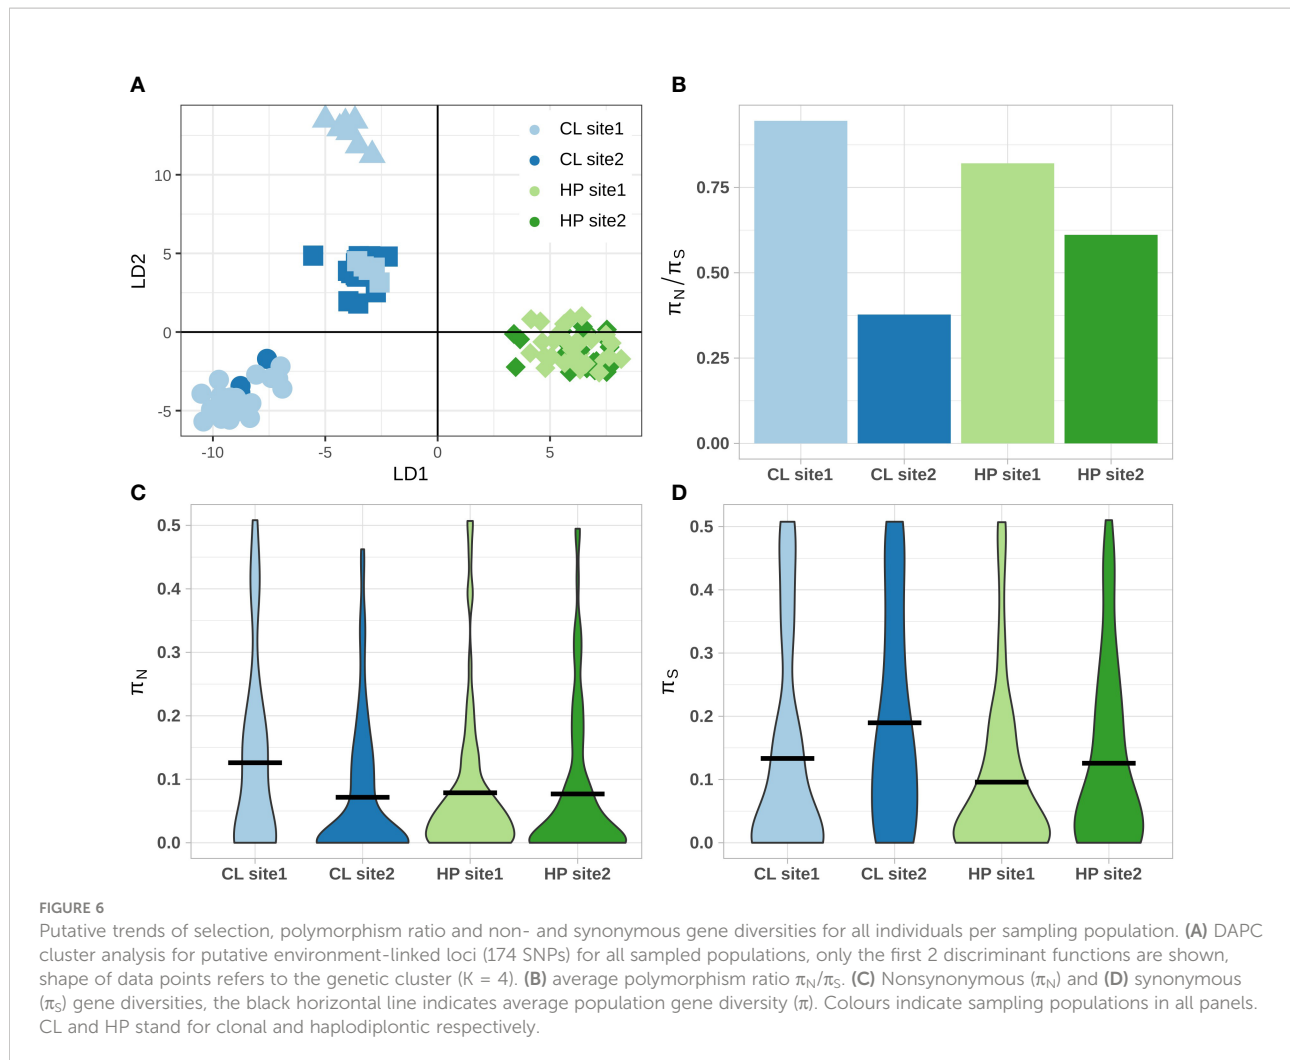 A
B
CL site1
CL site2
HP site1
HP site2
10
5
0
-5
LD2
-10
-5
0
5
LD1
0.75
0.50
0.25
0.00
πN/πS
CL site1
CL site2
HP site1
HP site2
C
D
0.5
0.4
0.3
0.2
0.1
0.0
πN
CL site1
CL site2
HP site1
HP site2
0.5
0.4
0.3
0.2
0.1
0.0
πS
CL site1
CL site2
HP site1
HP site2
FIGURE 6
Putative trends of selection, polymorphism ratio and non- and synonymous gene diversities for all individuals per sampling population. (A) DAPC
cluster analysis for putative environment-linked loci (174 SNPs) for all sampled populations, only the first 2 discriminant functions are shown,
shape of data points refers to the genetic cluster (K = 4). (B) average polymorphism ratio πN/πS. (C) Nonsynonymous (πN) and (D) synonymous
(πS) gene diversities, the black horizontal line indicates average population gene diversity (π). Colours indicate sampling populations in all panels.
CL and HP stand for clonal and haplodiplontic respectively.